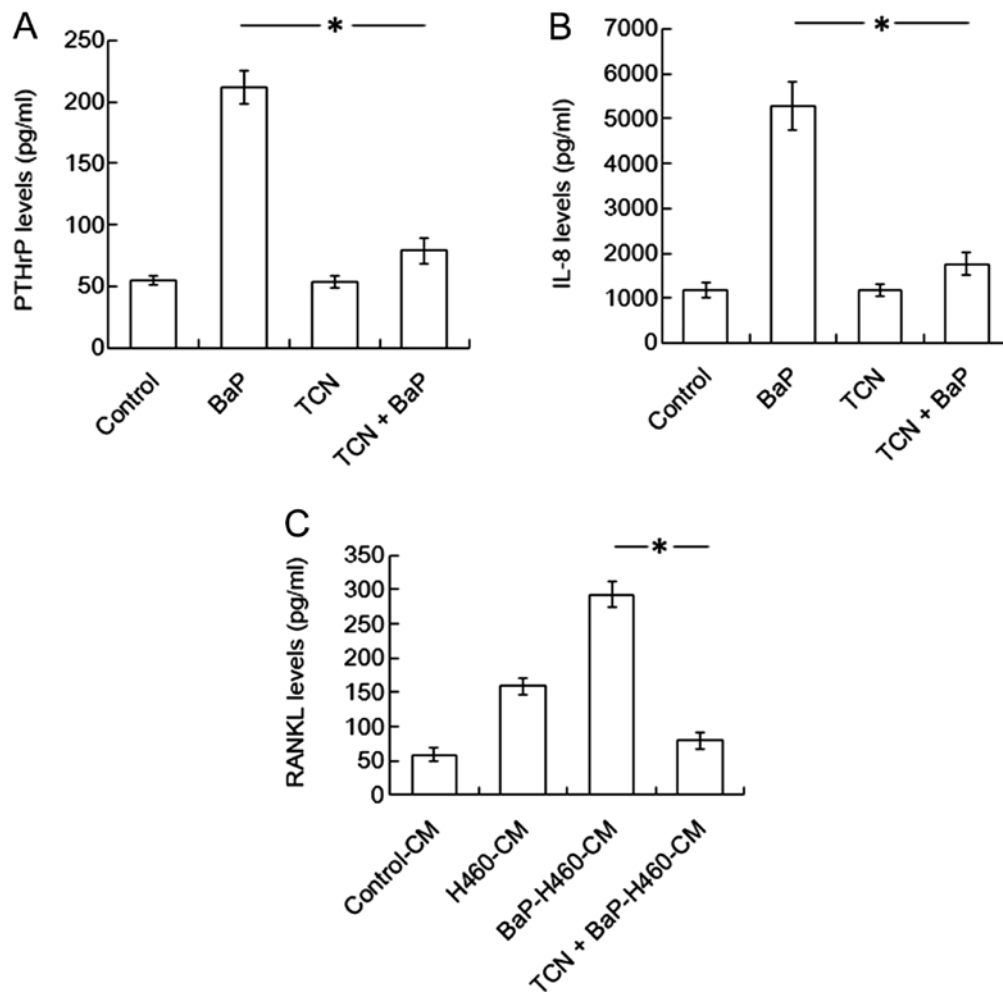 A
*
PTHrP levels (pg/ml)
250
200
150
100
50
0
Control
BaP
TCN
TCN + BaP
B
*
IL-8 levels (pg/ml)
7000
6000
5000
4000
3000
2000
1000
0
Control
BaP
TCN
TCN + BaP
C
*
RANKL levels (pg/ml)
350
300
250
200
150
100
50
0
Control-CM
H460-CM
BaP-H460-CM
TCN + BaP-H460-CM